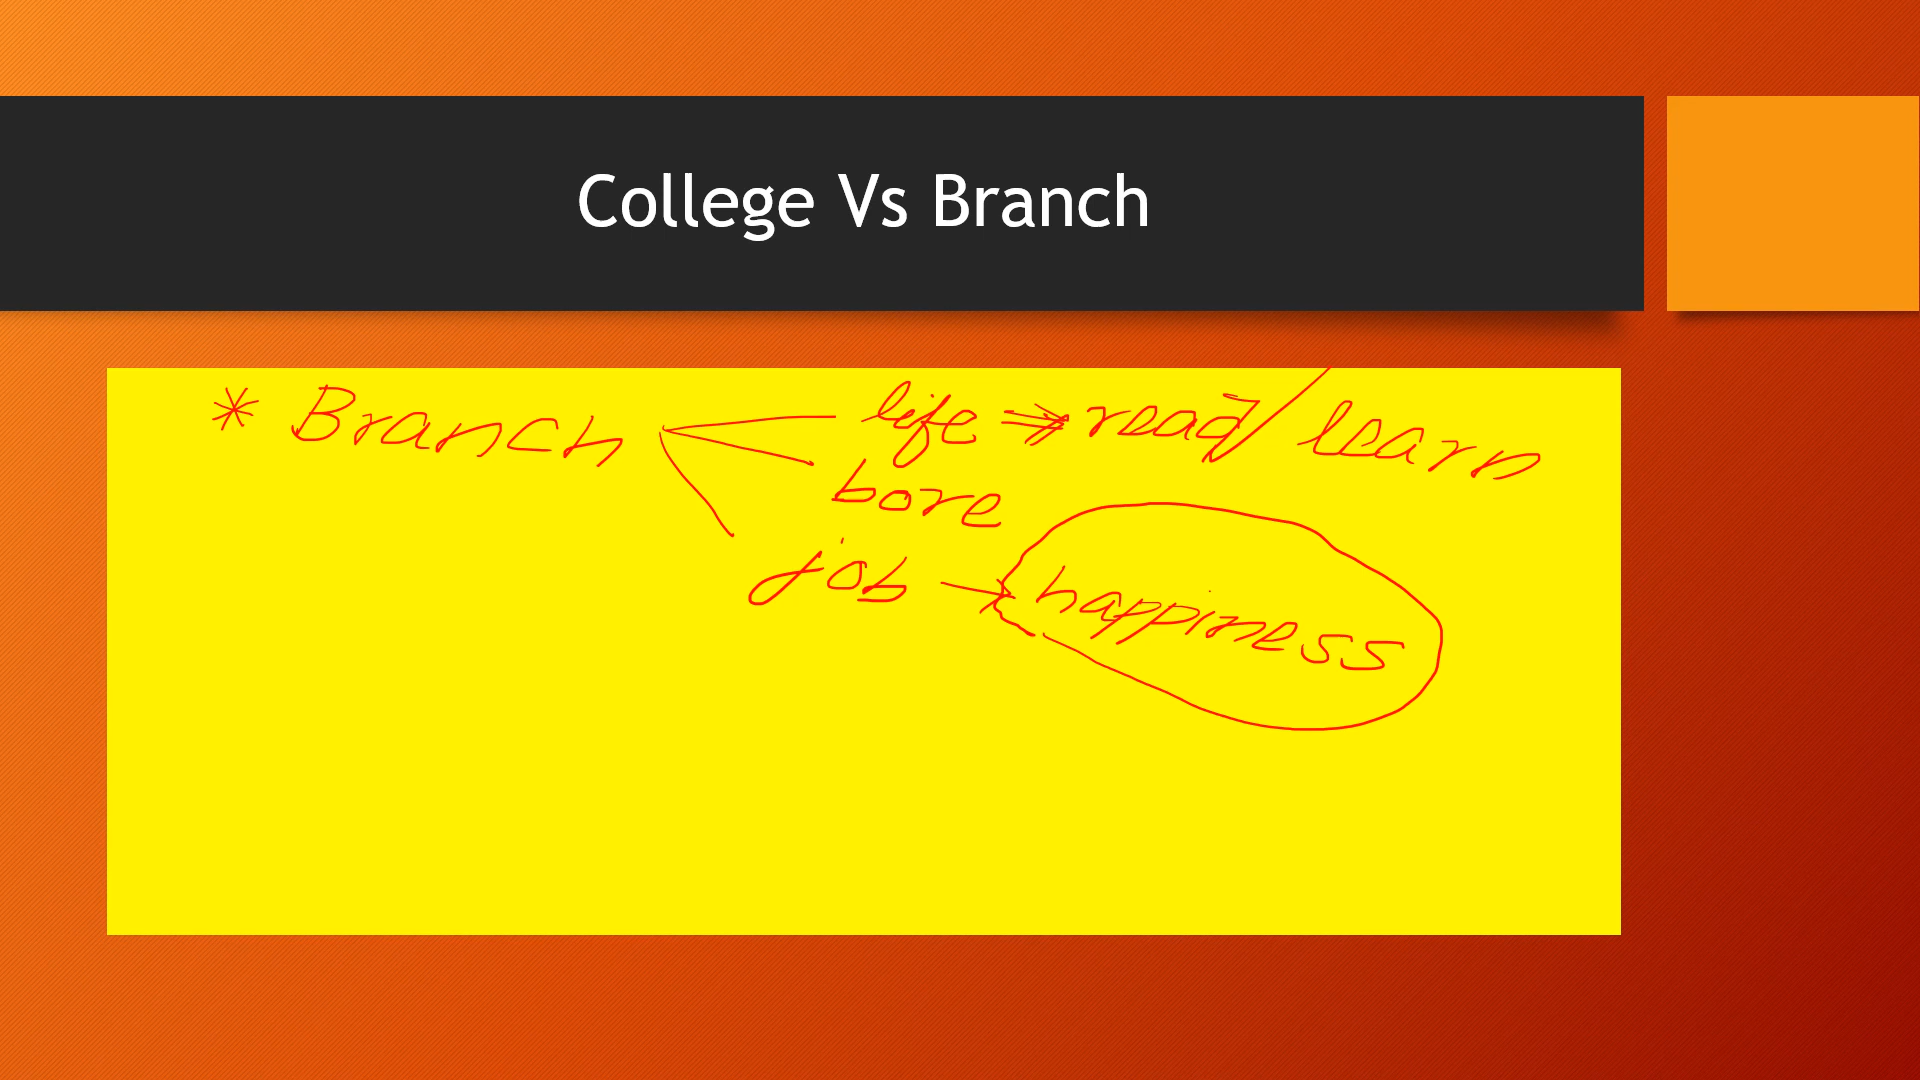 College Vs Branch
* Branch life ⇒ read/learn
bore
job → happiness